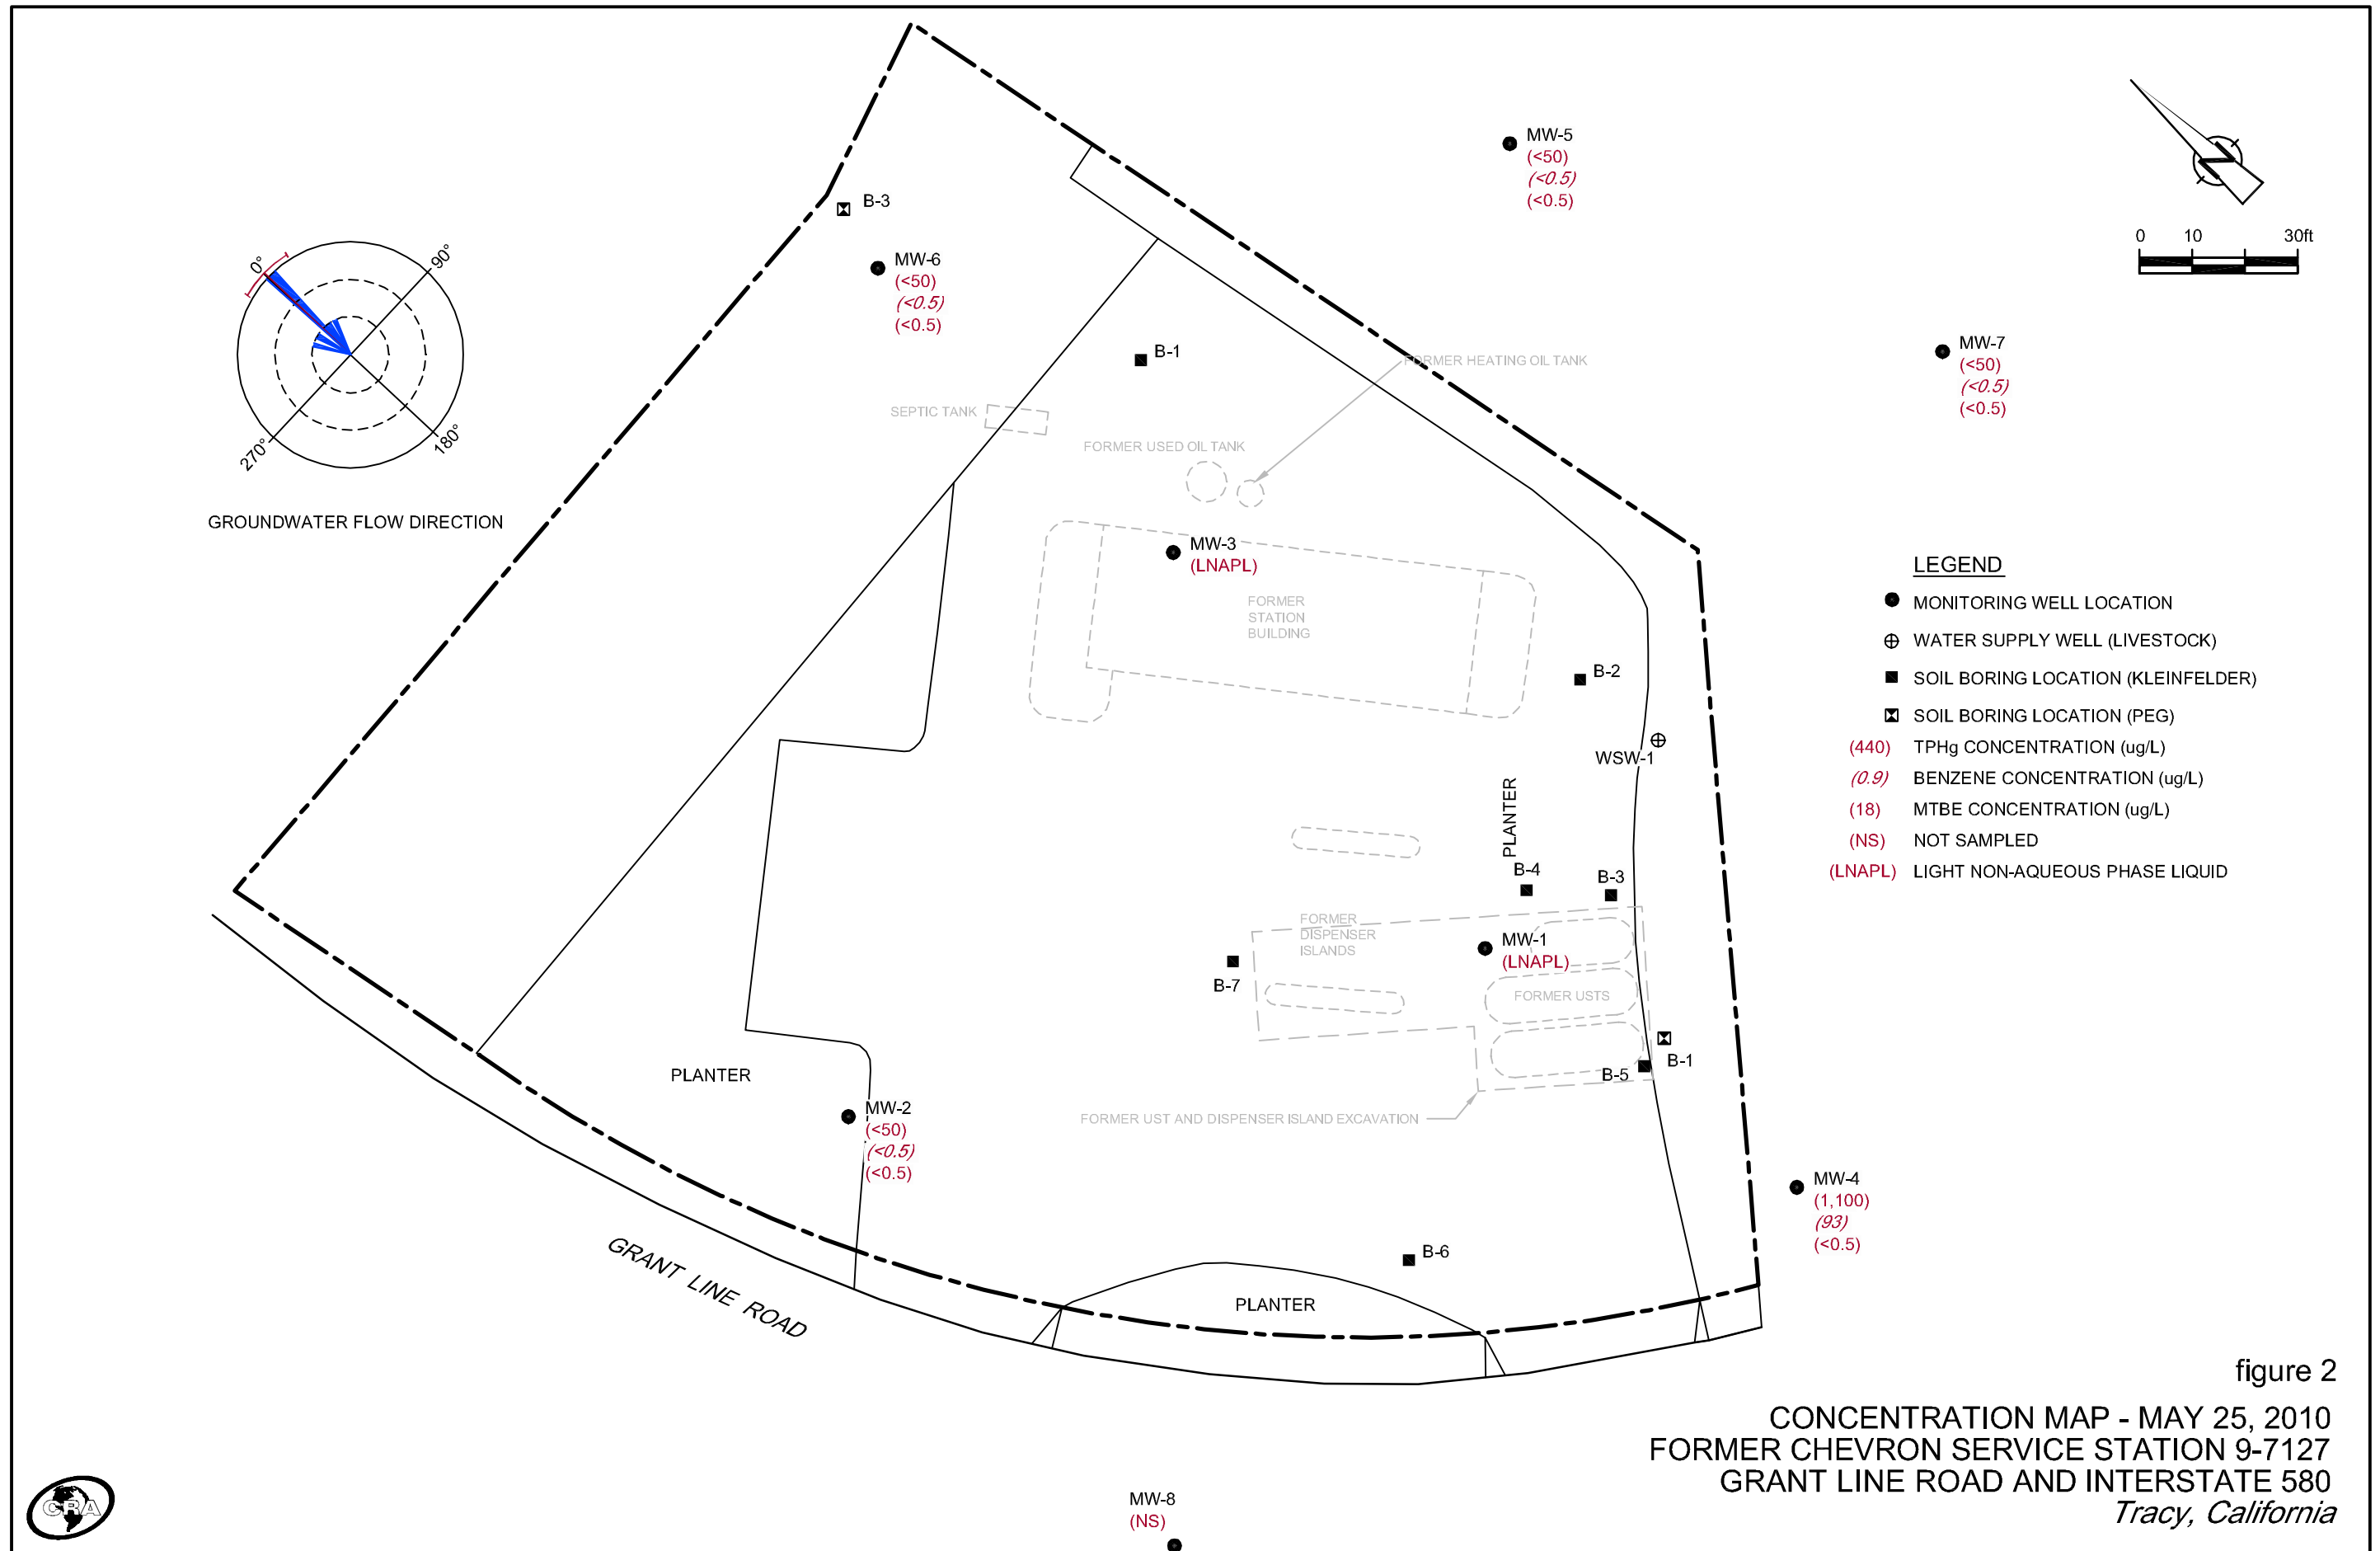 MW-5
(<50)
(<0.5)
(<0.5)
N
0 10 30ft
B-3
MW-6
(<50)
(<0.5)
(<0.5)
0°
90°
180°
270°
GROUNDWATER FLOW DIRECTION
B-1
MW-7
(<50)
(<0.5)
(<0.5)
FORMER HEATING OIL TANK
SEPTIC TANK
FORMER USED OIL TANK
MW-3
(LNAPL)
FORMER
STATION
BUILDING
B-2
WSW-1
PLANTER
LEGEND
MONITORING WELL LOCATION
WATER SUPPLY WELL (LIVESTOCK)
SOIL BORING LOCATION (KLEINFELDER)
SOIL BORING LOCATION (PEG)
(440) TPHg CONCENTRATION (ug/L)
(0.9) BENZENE CONCENTRATION (ug/L)
(18) MTBE CONCENTRATION (ug/L)
(NS) NOT SAMPLED
(LNAPL) LIGHT NON-AQUEOUS PHASE LIQUID
B-4
B-3
FORMER
DISPENSER
ISLANDS
MW-1
(LNAPL)
B-7
FORMER USTS
B-1
B-5
PLANTER
MW-2
(<50)
(<0.5)
(<0.5)
FORMER UST AND DISPENSER ISLAND EXCAVATION
MW-4
(1,100)
(93)
(<0.5)
B-6
PLANTER
GRANT LINE ROAD
figure 2
CONCENTRATION MAP - MAY 25, 2010
FORMER CHEVRON SERVICE STATION 9-7127
GRANT LINE ROAD AND INTERSTATE 580
Tracy, California
MW-8
(NS)
CRA